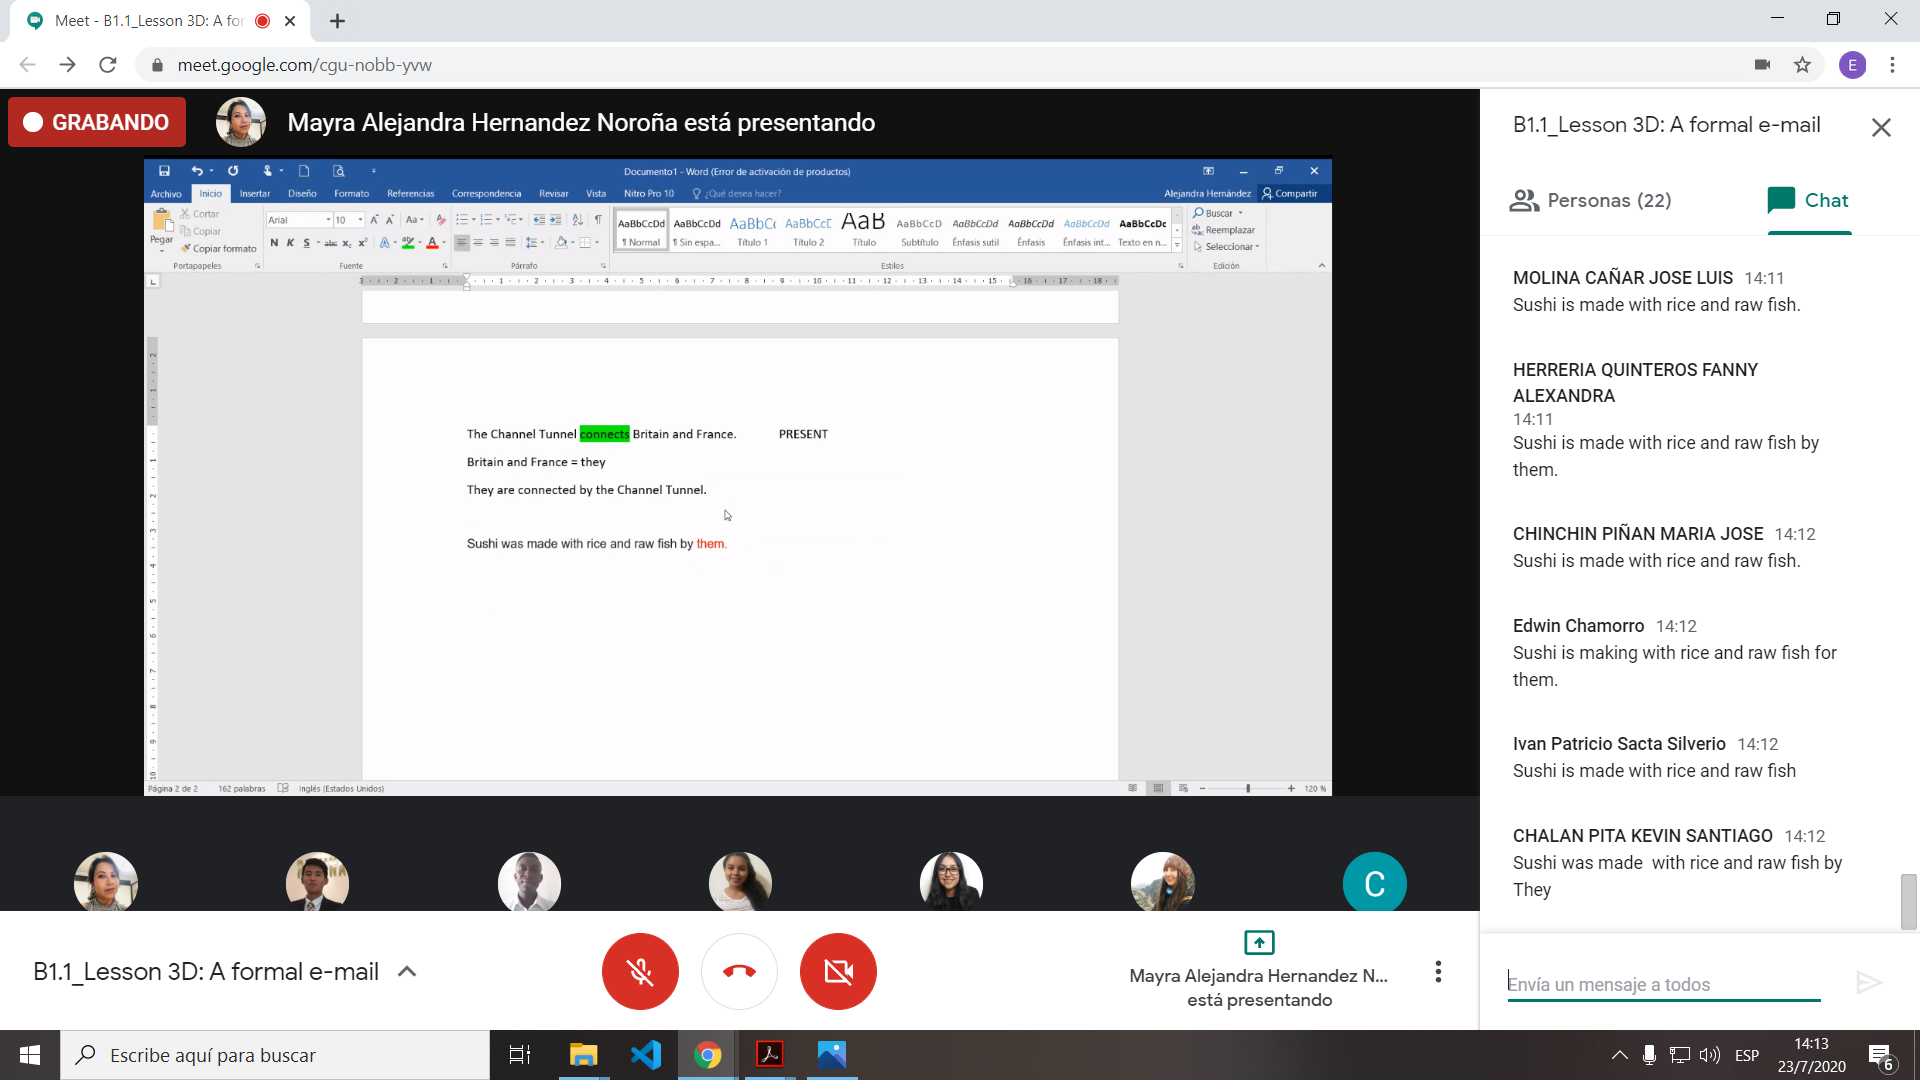 Meet - B1.1_Lesson 3D: A for
meet.google.com/cgu-nobb-yvw
E
GRABANDO
Mayra Alejandra Hernandez Noroña está presentando
Documento1 - Word (Error de activación de productos)
Archivo Inicio Insertar Diseño Formato Referencias Correspondencia Revisar Vista Nitro Pro 10 ¿Qué desea hacer? Alejandra Hernández Compartir
Pegar
Cortar
Copiar
Copiar formato
Portapapeles
Arial 10
N K S abc x₂ x²
Fuente
Párrafo
AaBbCcDd AaBbCcDd AaBbCc AaBbCcD AaB AaBbCcD AaBbCcDd AaBbCcDd AaBbCcDd AaBbCcDc
¶ Normal ¶ Sin espa... Título 1 Título 2 Título Subtítulo Énfasis sutil Énfasis Énfasis int... Texto en n...
Estilos
Buscar
Reemplazar
Seleccionar
Edición
The Channel Tunnel connects Britain and France. PRESENT
Britain and France = they
They are connected by the Channel Tunnel.
Sushi was made with rice and raw fish by them.
Página 2 de 2 162 palabras Inglés (Estados Unidos) 120 %
C
B1.1_Lesson 3D: A formal e-mail
Mayra Alejandra Hernandez N...
está presentando
B1.1_Lesson 3D: A formal e-mail
Personas (22) Chat
MOLINA CAÑAR JOSE LUIS 14:11
Sushi is made with rice and raw fish.
HERRERIA QUINTEROS FANNY
ALEXANDRA
14:11
Sushi is made with rice and raw fish by
them.
CHINCHIN PIÑAN MARIA JOSE 14:12
Sushi is made with rice and raw fish.
Edwin Chamorro 14:12
Sushi is making with rice and raw fish for
them.
Ivan Patricio Sacta Silverio 14:12
Sushi is made with rice and raw fish
CHALAN PITA KEVIN SANTIAGO 14:12
Sushi was made with rice and raw fish by
They
Envía un mensaje a todos
Escribe aquí para buscar
ESP
14:13
23/7/2020
6